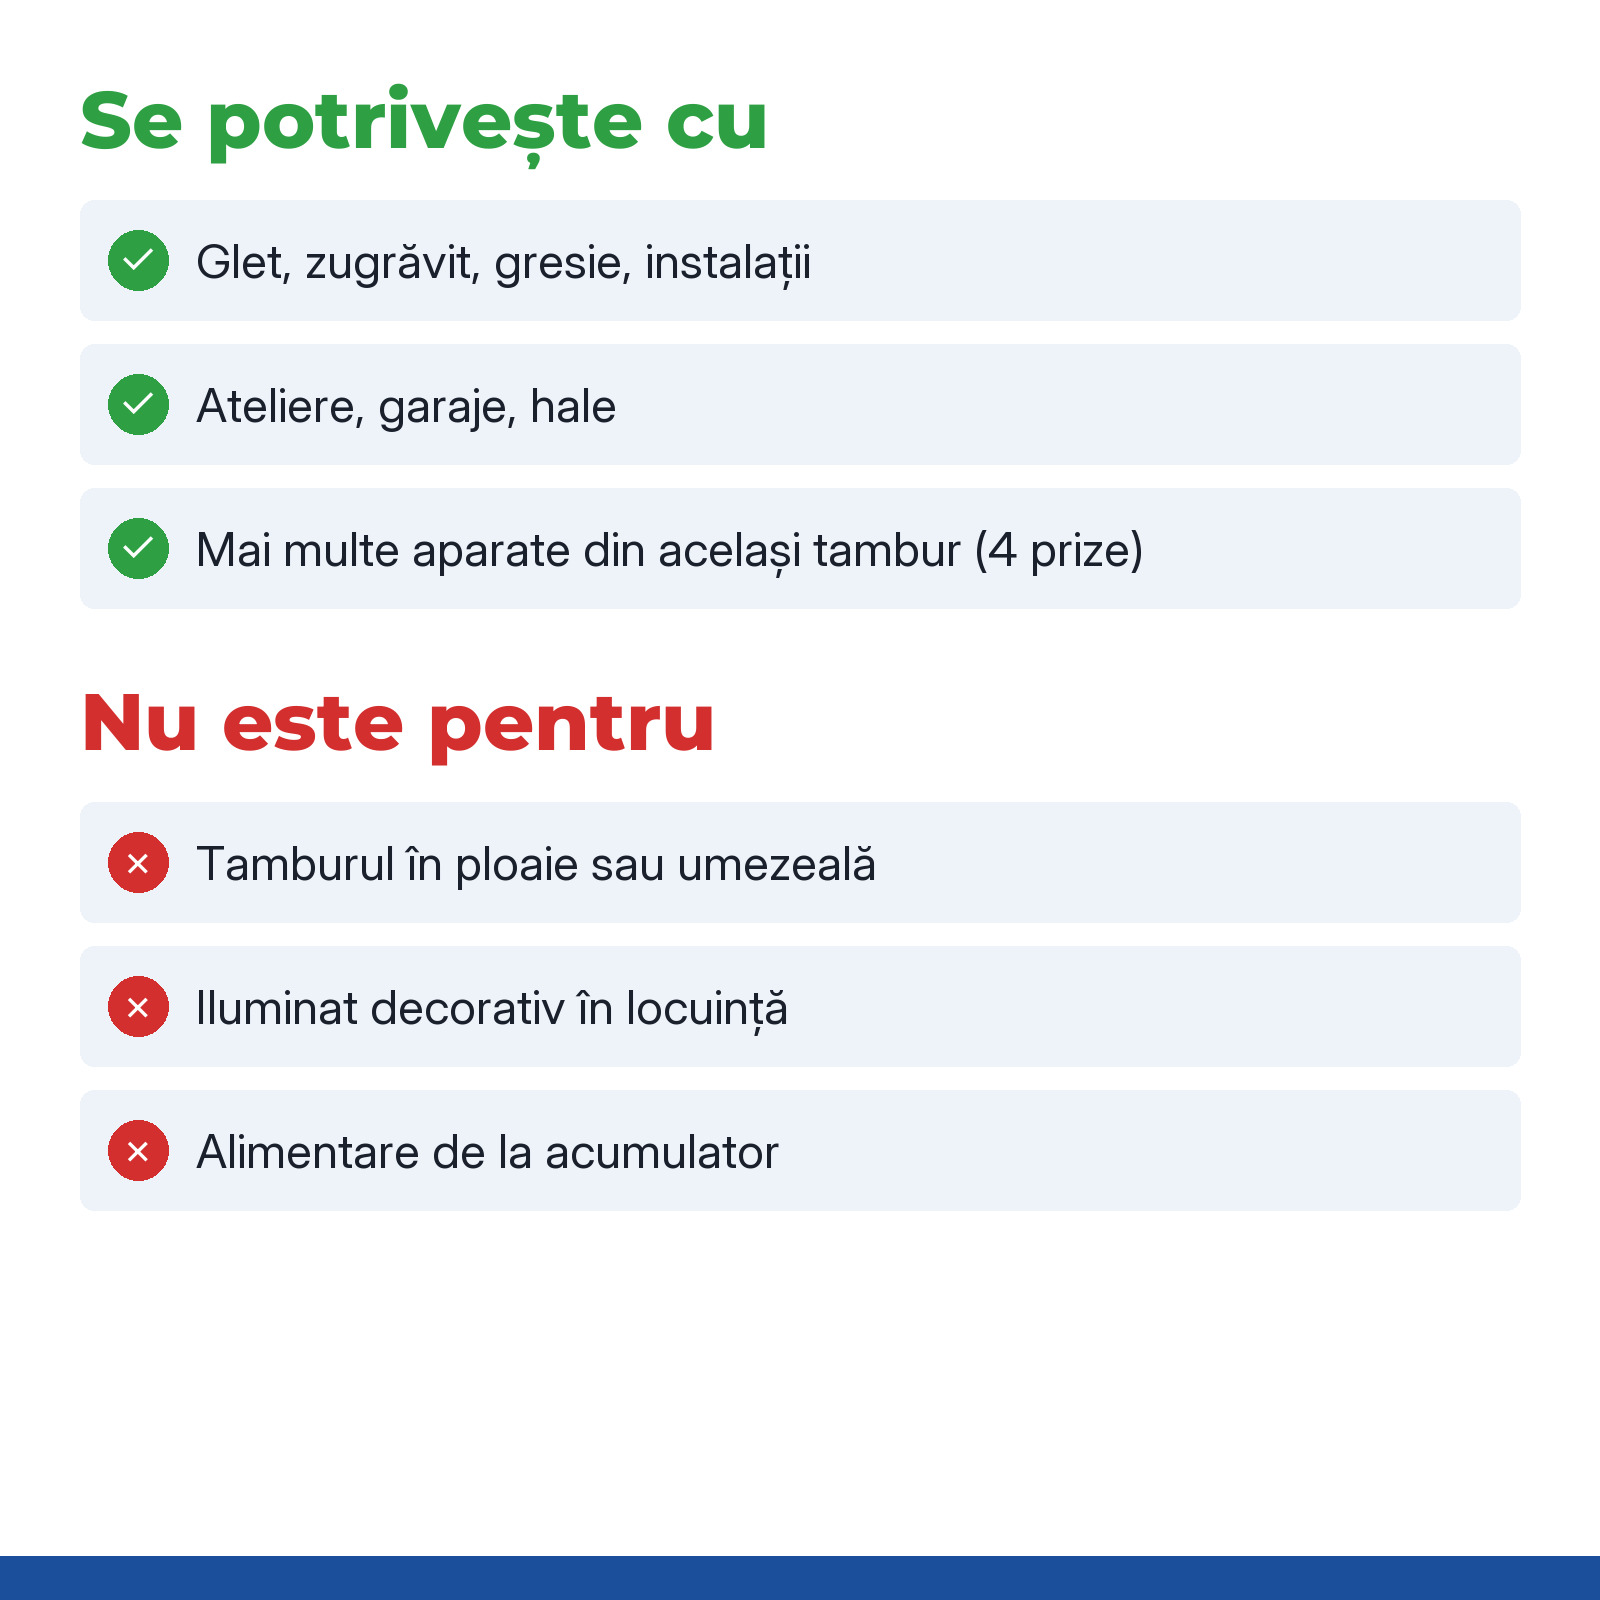 Se potrivește cu
Glet, zugrăvit, gresie, instalații
Ateliere, garaje, hale
Mai multe aparate din același tambur (4 prize)
Nu este pentru
Tamburul în ploaie sau umezeală
Iluminat decorativ în locuință
Alimentare de la acumulator